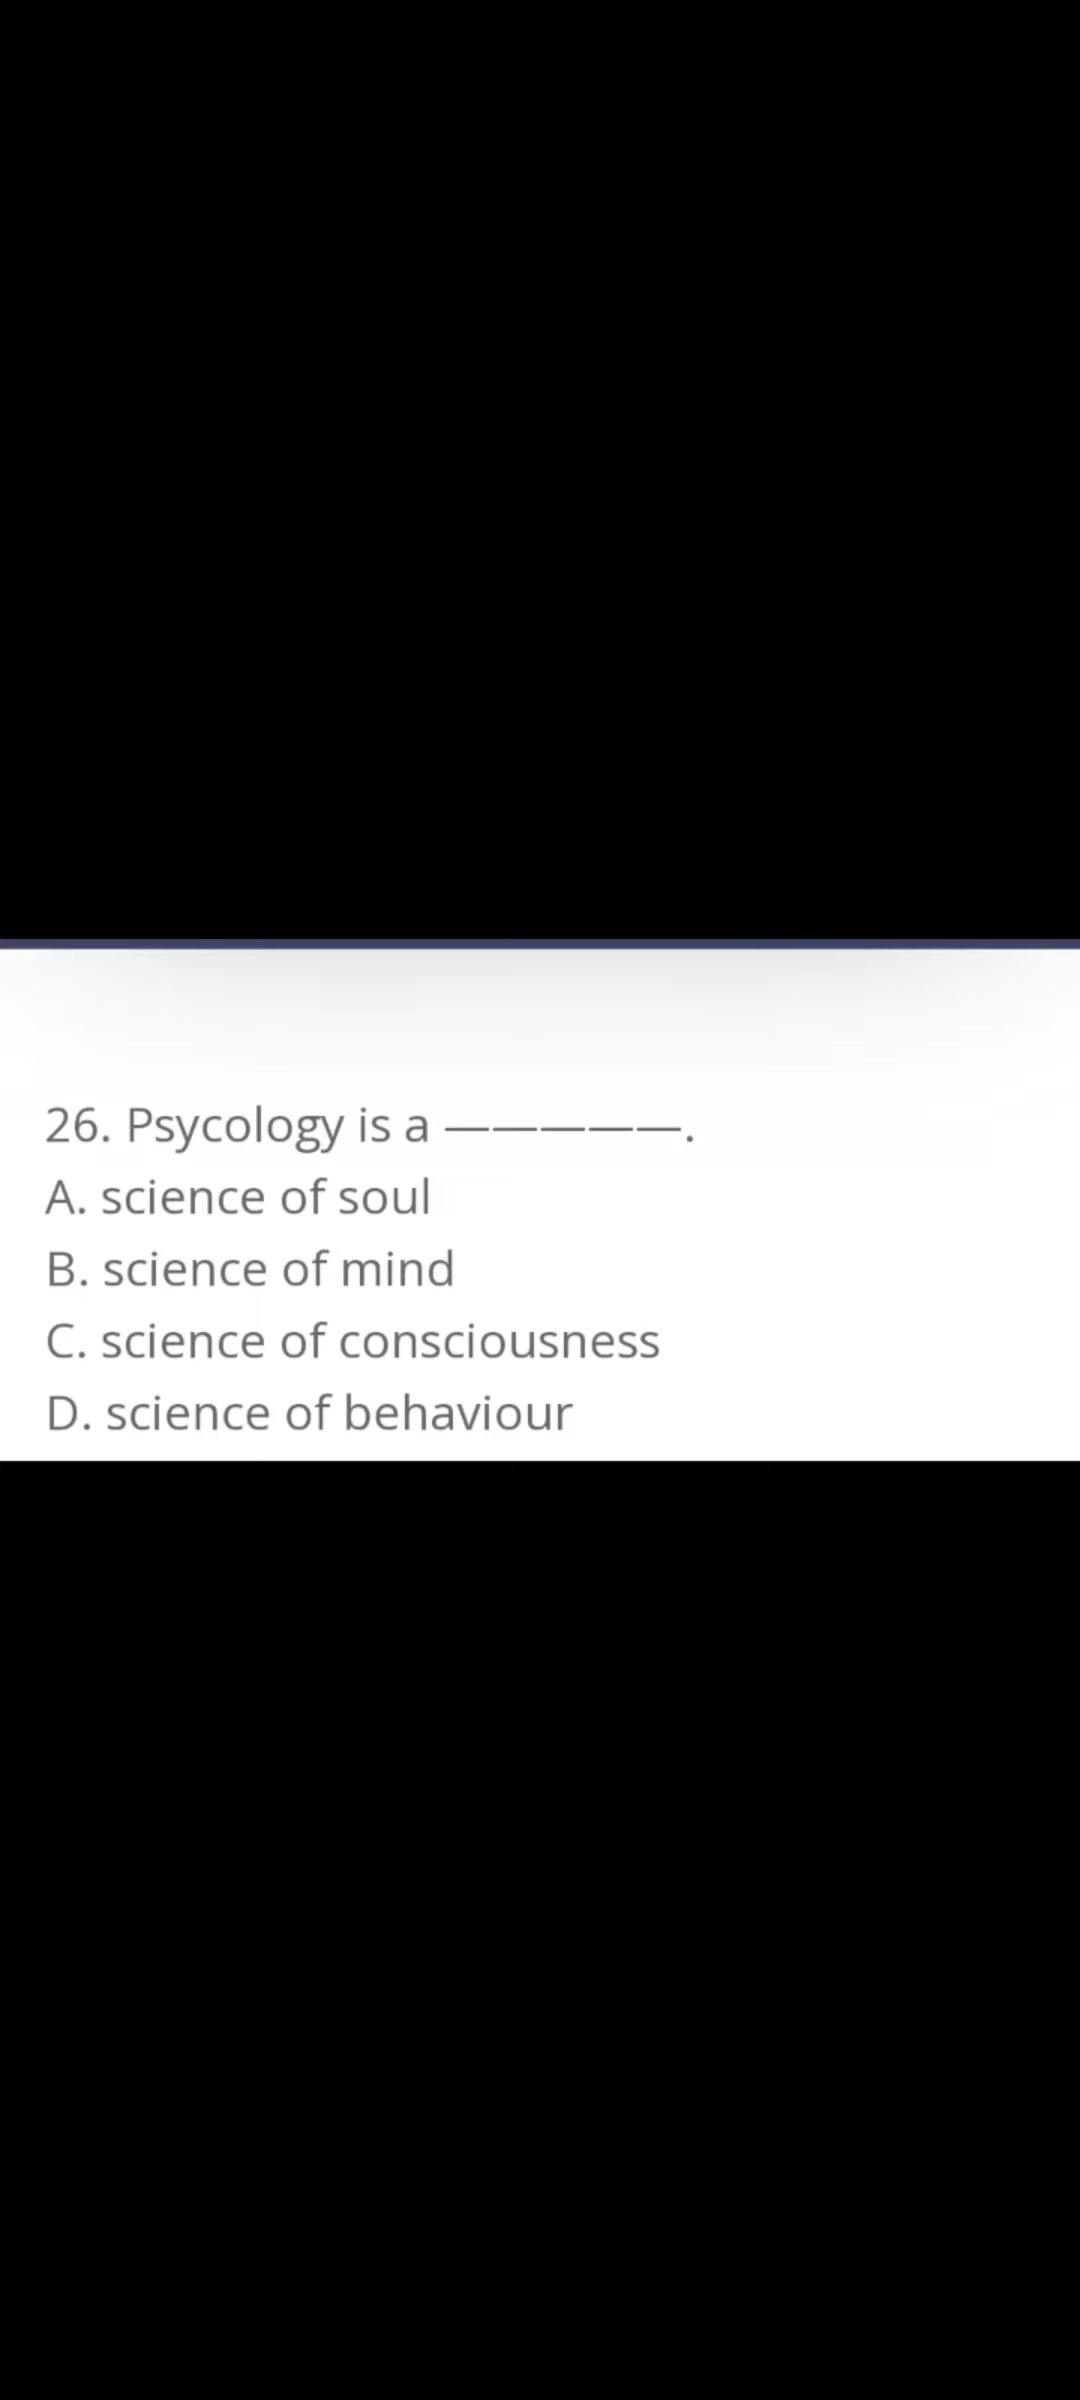 26. Psycology is a —————.
A. science of soul
B. science of mind
C. science of consciousness
D. science of behaviour